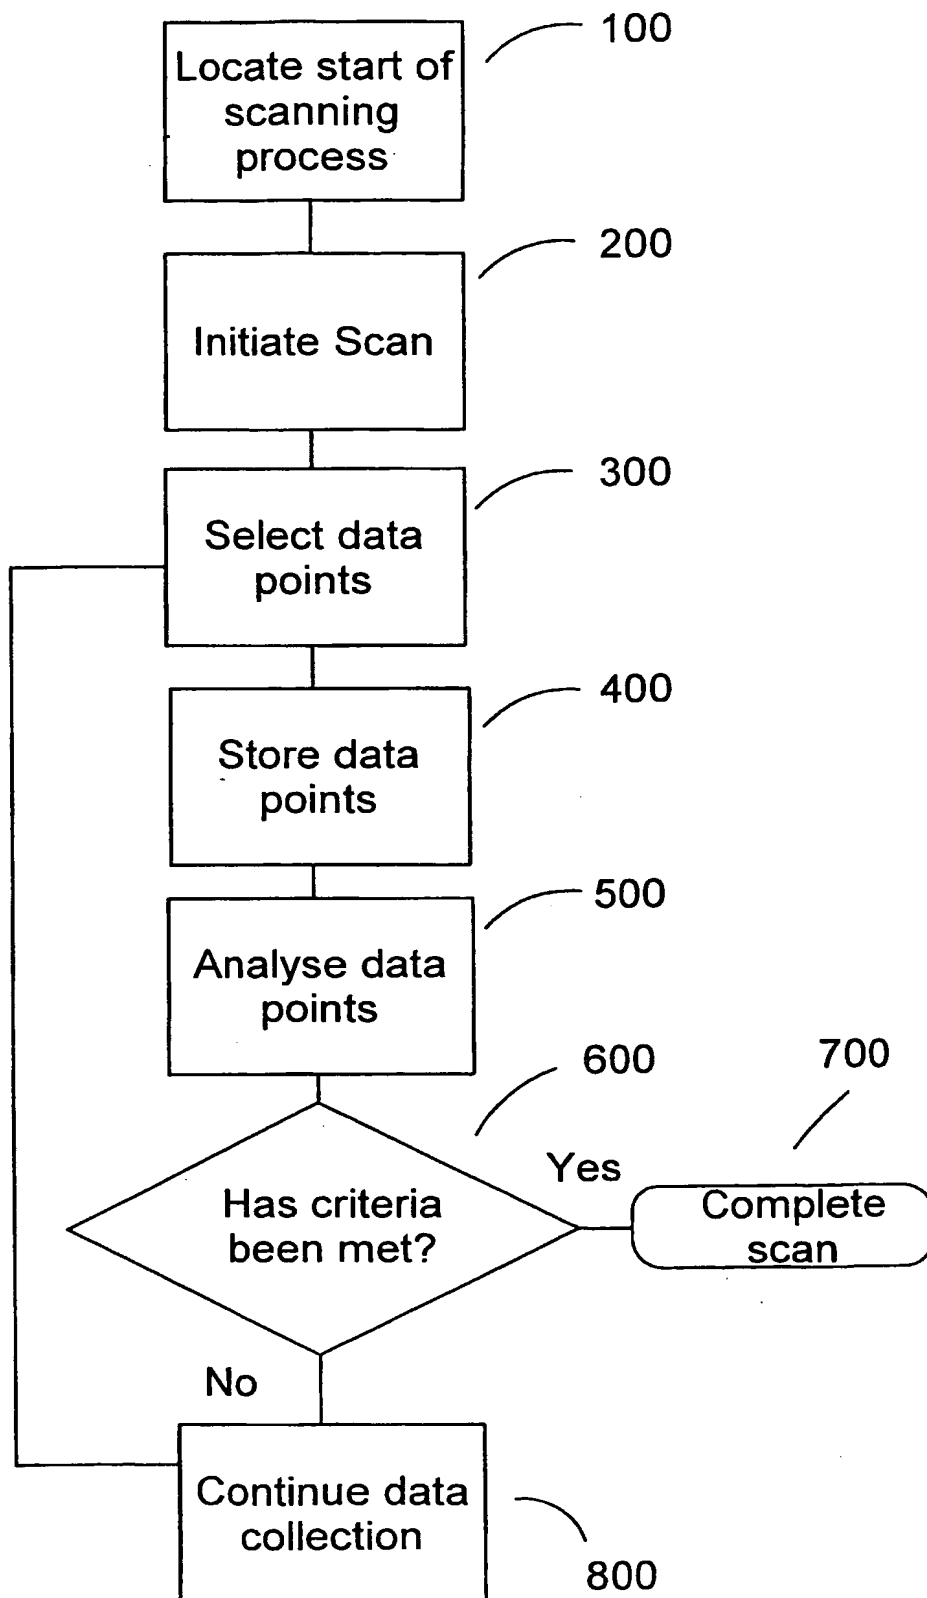 100
Locate start of
scanning
process
200
Initiate Scan
300
Select data
points
400
Store data
points
500
Analyse data
points
600
700
Has criteria
been met?
Yes
Complete
scan
No
Continue data
collection
800